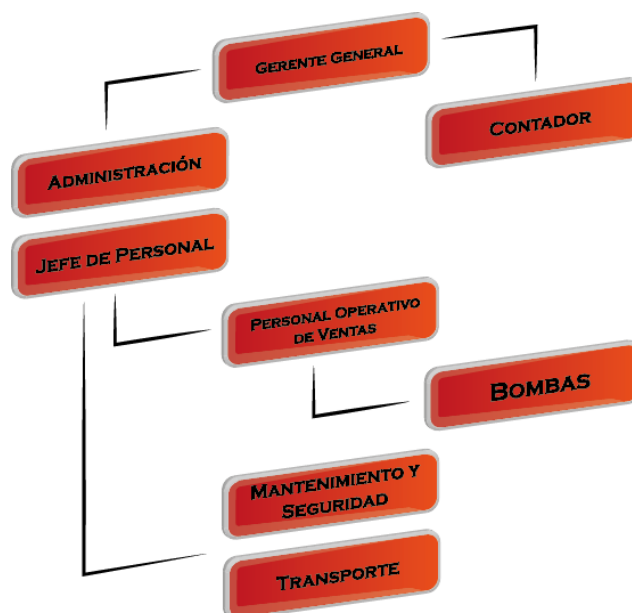 GERENTE GENERAL
CONTADOR
ADMINISTRACIÓN
JEFE DE PERSONAL
PERSONAL OPERATIVO
DE VENTAS
BOMBAS
MANTENIMIENTO Y
SEGURIDAD
TRANSPORTE